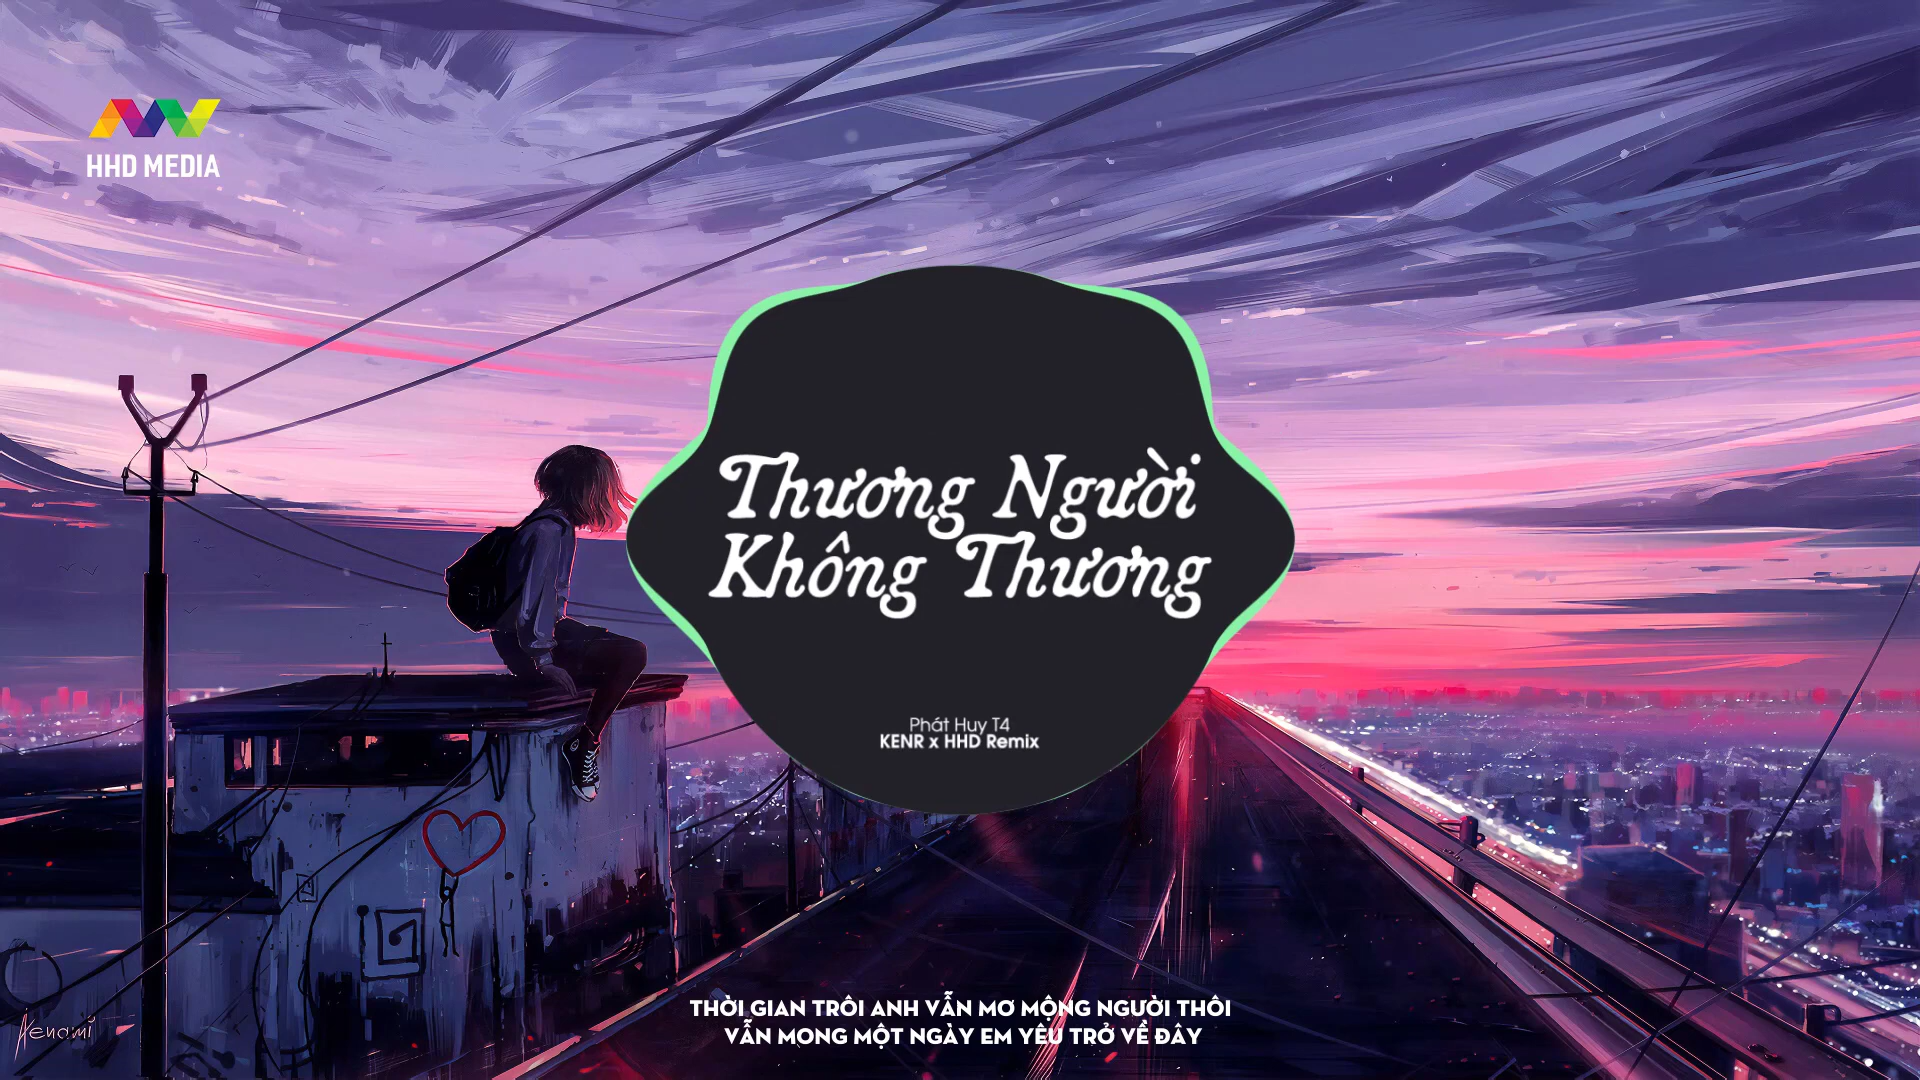 HHD MEDIA
Thương Người
Không Thương
Phát Huy T4
KENR x HHD Remix
THỜI GIAN TRÔI ANH VẪN MƠ MỘNG NGƯỜI THÔI
VẪN MONG MỘT NGÀY EM YÊU TRỞ VỀ ĐÂY
Aenami